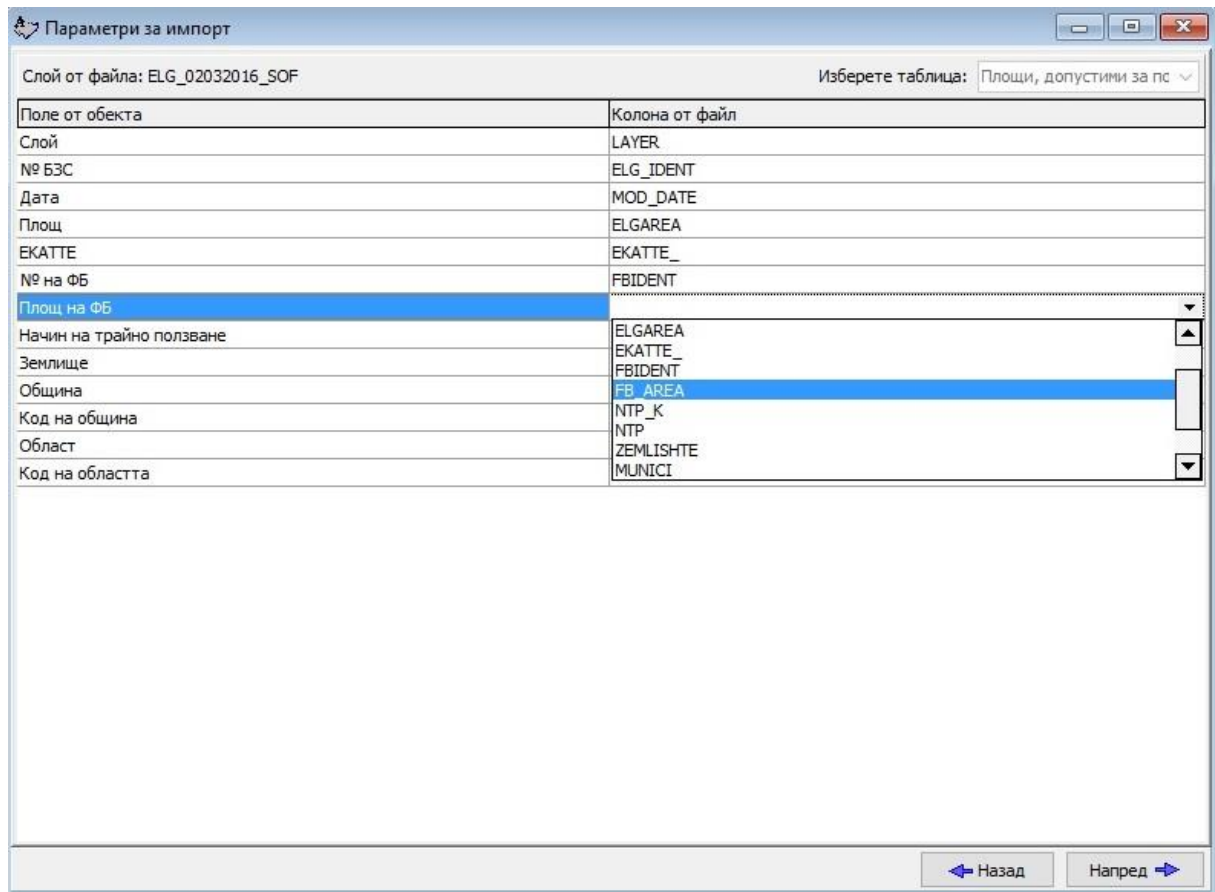 Параметри за импорт
Слой от файла: ELG_02032016_SOF Изберете таблица: Площи, допустими за пс
Поле от обекта Колона от файл
Слой LAYER
№ БЗС ELG_IDENT
Дата MOD_DATE
Площ ELGAREA
EKATTE EKATTE_
№ на ФБ FBIDENT
Площ на ФБ
Начин на трайно ползване
Землище
Община
Код на община
Област
Код на областта
ELGAREA
EKATTE_
FBIDENT
FB_AREA
NTP_K
NTP
ZEMLISHTE
MUNICI
Назад Напред